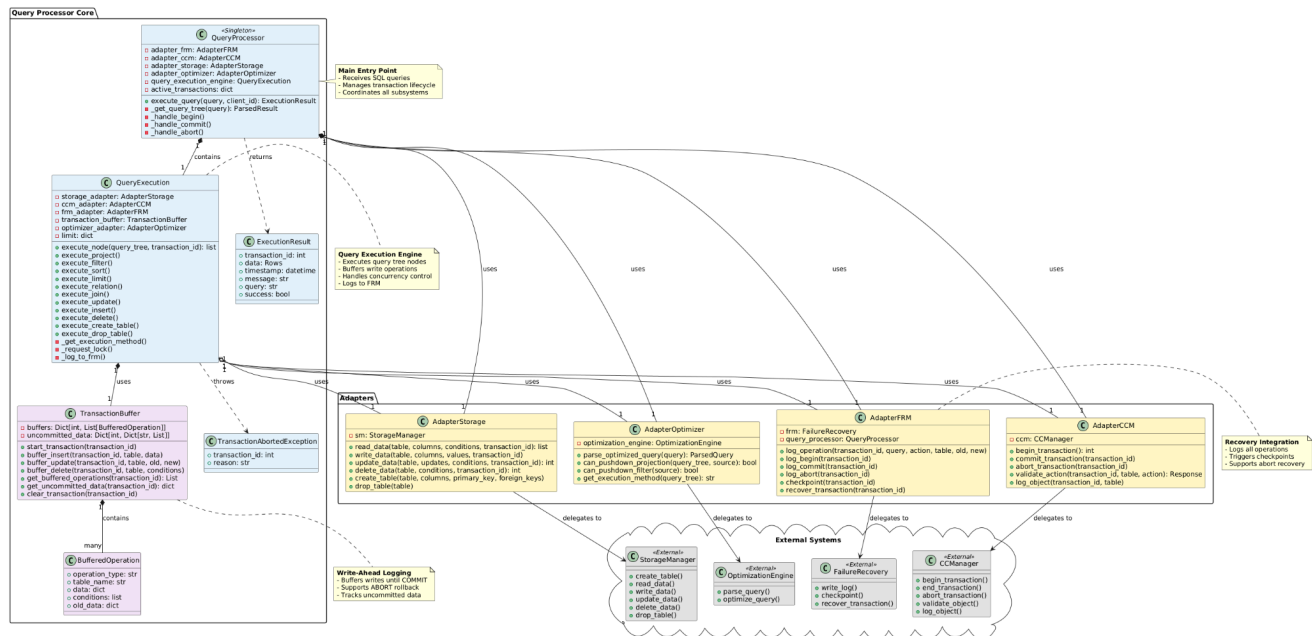 Query Processor Core
C
«Singleton»
QueryProcessor
adapter_frm: AdapterFRM
adapter_ccm: AdapterCCM
adapter_storage: AdapterStorage
adapter_optimizer: AdapterOptimizer
query_execution_engine: QueryExecution
active_transactions: dict
execute_query(query, client_id): ExecutionResult
_get_query_tree(query): ParsedResult
_handle_begin()
_handle_commit()
_handle_abort()
Main Entry Point
- Receives SQL queries
- Manages transaction lifecycle
- Coordinates all subsystems
1
1
contains
returns
1
C
QueryExecution
storage_adapter: AdapterStorage
ccm_adapter: AdapterCCM
frm_adapter: AdapterFRM
transaction_buffer: TransactionBuffer
optimizer_adapter: AdapterOptimizer
limit: dict
execute_node(query_tree, transaction_id): list
execute_project()
execute_filter()
execute_sort()
execute_limit()
execute_relation()
execute_join()
execute_update()
execute_insert()
execute_delete()
execute_create_table()
execute_drop_table()
_get_execution_method()
_request_lock()
_log_to_frm()
C
ExecutionResult
transaction_id: int
data: Rows
timestamp: datetime
message: str
query: str
success: bool
Query Execution Engine
- Executes query tree nodes
- Buffers write operations
- Handles concurrency control
- Logs to FRM
uses
uses
uses
uses
1
1
uses
throws
uses
uses
uses
uses
1
1
1
1
1
1
1
1
1
C
TransactionBuffer
buffers: Dict[int, List[BufferedOperation]]
uncommitted_data: Dict[int, Dict[str, List]]
start_transaction(transaction_id)
buffer_insert(transaction_id, table, data)
buffer_update(transaction_id, table, old, new)
buffer_delete(transaction_id, table, conditions)
get_buffered_operations(transaction_id): List
get_uncommitted_data(transaction_id): dict
clear_transaction(transaction_id)
C
TransactionAbortedException
transaction_id: int
reason: str
Adapters
C
AdapterStorage
sm: StorageManager
read_data(table, columns, conditions, transaction_id): list
write_data(table, columns, values, transaction_id)
update_data(table, updates, conditions, transaction_id): int
delete_data(table, conditions, transaction_id): int
create_table(table, columns, primary_key, foreign_keys)
drop_table(table)
C
AdapterOptimizer
optimization_engine: OptimizationEngine
parse_optimized_query(query): ParsedQuery
can_pushdown_projection(query_tree, source): bool
can_pushdown_filter(source): bool
get_execution_method(query_tree): str
C
AdapterFRM
frm: FailureRecovery
query_processor: QueryProcessor
log_operation(transaction_id, query, action, table, old, new)
log_begin(transaction_id)
log_commit(transaction_id)
log_abort(transaction_id)
checkpoint(transaction_id)
recover_transaction(transaction_id)
C
AdapterCCM
ccm: CCManager
begin_transaction(): int
commit_transaction(transaction_id)
abort_transaction(transaction_id)
validate_action(transaction_id, table, action): Response
log_object(transaction_id, table)
Recovery Integration
- Logs all operations
- Triggers checkpoints
- Supports abort recovery
1
contains
many
delegates to
delegates to
delegates to
delegates to
C
BufferedOperation
operation_type: str
table_name: str
data: dict
conditions: list
old_data: dict
Write-Ahead Logging
- Buffers writes until COMMIT
- Supports ABORT rollback
- Tracks uncommitted data
External Systems
C
«External»
StorageManager
create_table()
read_data()
write_data()
update_data()
delete_data()
drop_table()
C
«External»
OptimizationEngine
parse_query()
optimize_query()
C
«External»
FailureRecovery
write_log()
checkpoint()
recover_transaction()
C
«External»
CCManager
begin_transaction()
end_transaction()
abort_transaction()
validate_object()
log_object()